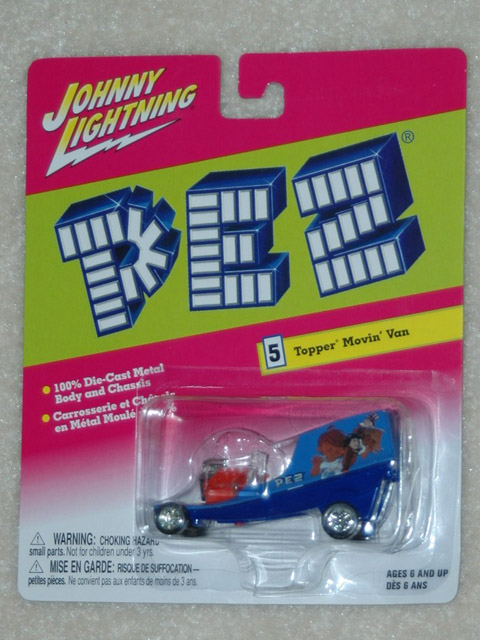 JOHNNY
LIGHTNING
PEZ®
5 Topper® Movin' Van
• 100% Die-Cast Metal
Body and Chassis
• Carrosserie et Châssis
en Métal Moulé
PEZ
⚠ WARNING: CHOKING HAZARD
small parts. Not for children under 3 yrs.
⚠ MISE EN GARDE: RISQUE DE SUFFOCATION—
petites pièces. Ne convient pas aux enfants de moins de 3 ans.
AGES 6 AND UP
DÈS 6 ANS